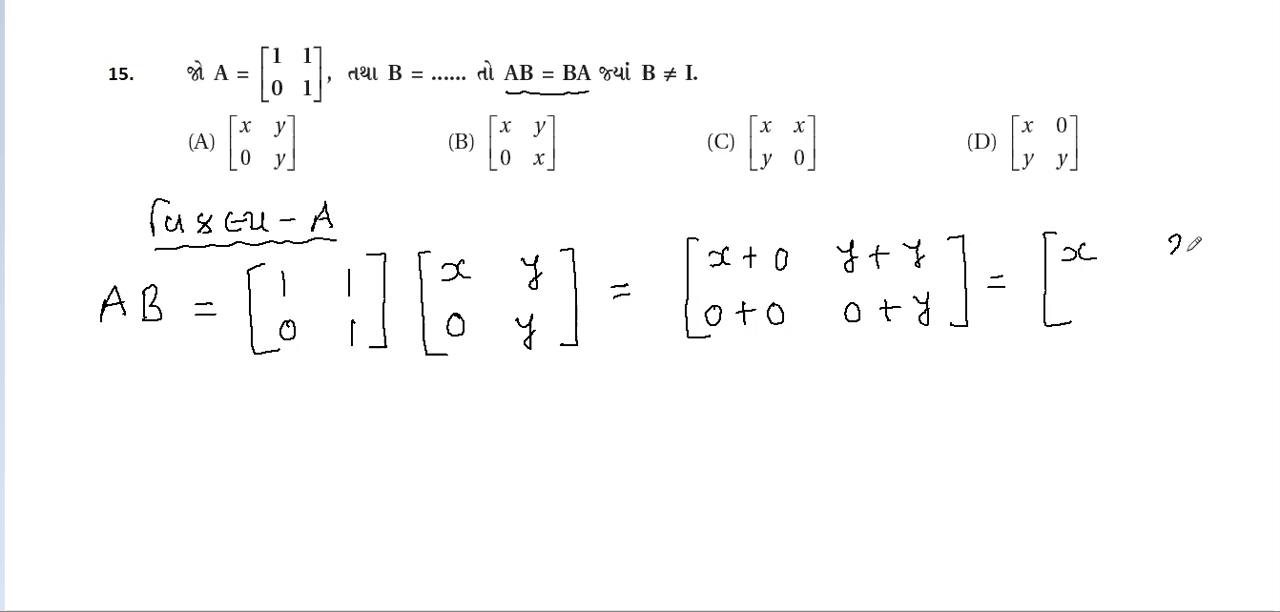 15. જો A = [1 1 0 1], તથા B = ...... તો AB = BA જ્યાં B ≠ I.
(A) [x y 0 y] (B) [x y 0 x] (C) [x x y 0] (D) [x 0 y y]
વિકલ્પ - A
AB = [1 1 0 1] [x y 0 y] = [x + 0 y + y 0 + 0 0 + y] = [x